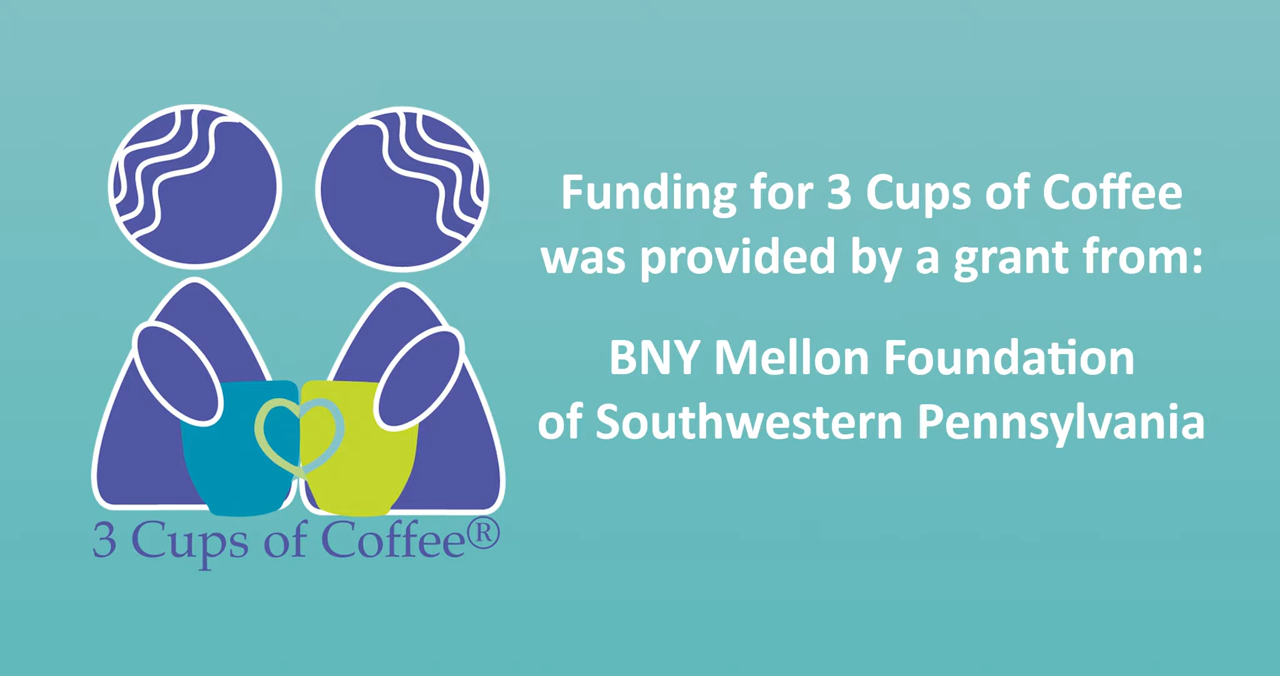 Funding for 3 Cups of Coffee
was provided by a grant from:
BNY Mellon Foundation
of Southwestern Pennsylvania
3 Cups of Coffee®